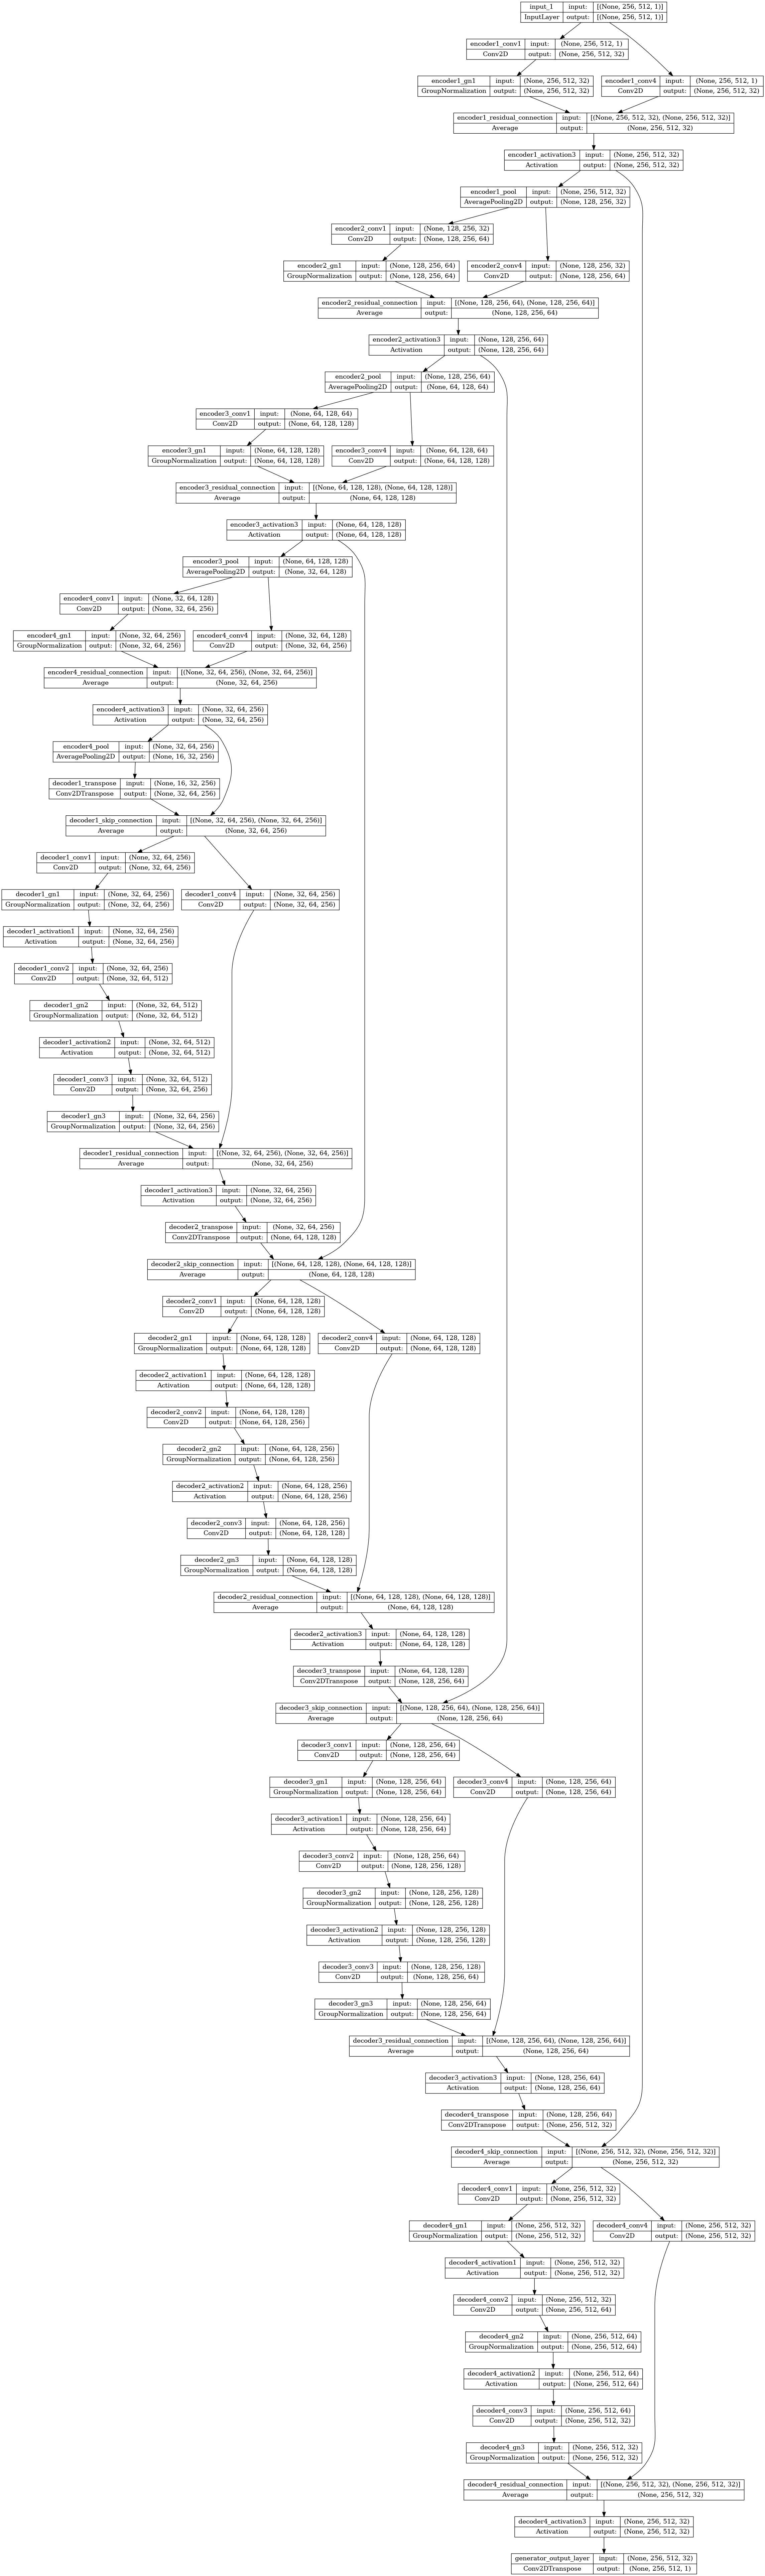 input_1 input: [(None, 256, 512, 1)]
InputLayer output: [(None, 256, 512, 1)]
encoder1_conv1 input: (None, 256, 512, 1)
Conv2D output: (None, 256, 512, 32)
encoder1_gn1 input: (None, 256, 512, 32)
GroupNormalization output: (None, 256, 512, 32)
encoder1_conv4 input: (None, 256, 512, 1)
Conv2D output: (None, 256, 512, 32)
encoder1_residual_connection input: [(None, 256, 512, 32), (None, 256, 512, 32)]
Average output: (None, 256, 512, 32)
encoder1_activation3 input: (None, 256, 512, 32)
Activation output: (None, 256, 512, 32)
encoder1_pool input: (None, 256, 512, 32)
AveragePooling2D output: (None, 128, 256, 32)
encoder2_conv1 input: (None, 128, 256, 32)
Conv2D output: (None, 128, 256, 64)
encoder2_gn1 input: (None, 128, 256, 64)
GroupNormalization output: (None, 128, 256, 64)
encoder2_conv4 input: (None, 128, 256, 32)
Conv2D output: (None, 128, 256, 64)
encoder2_residual_connection input: [(None, 128, 256, 64), (None, 128, 256, 64)]
Average output: (None, 128, 256, 64)
encoder2_activation3 input: (None, 128, 256, 64)
Activation output: (None, 128, 256, 64)
encoder2_pool input: (None, 128, 256, 64)
AveragePooling2D output: (None, 64, 128, 64)
encoder3_conv1 input: (None, 64, 128, 64)
Conv2D output: (None, 64, 128, 128)
encoder3_gn1 input: (None, 64, 128, 128)
GroupNormalization output: (None, 64, 128, 128)
encoder3_conv4 input: (None, 64, 128, 64)
Conv2D output: (None, 64, 128, 128)
encoder3_residual_connection input: [(None, 64, 128, 128), (None, 64, 128, 128)]
Average output: (None, 64, 128, 128)
encoder3_activation3 input: (None, 64, 128, 128)
Activation output: (None, 64, 128, 128)
encoder3_pool input: (None, 64, 128, 128)
AveragePooling2D output: (None, 32, 64, 128)
encoder4_conv1 input: (None, 32, 64, 128)
Conv2D output: (None, 32, 64, 256)
encoder4_gn1 input: (None, 32, 64, 256)
GroupNormalization output: (None, 32, 64, 256)
encoder4_conv4 input: (None, 32, 64, 128)
Conv2D output: (None, 32, 64, 256)
encoder4_residual_connection input: [(None, 32, 64, 256), (None, 32, 64, 256)]
Average output: (None, 32, 64, 256)
encoder4_activation3 input: (None, 32, 64, 256)
Activation output: (None, 32, 64, 256)
encoder4_pool input: (None, 32, 64, 256)
AveragePooling2D output: (None, 16, 32, 256)
decoder1_transpose input: (None, 16, 32, 256)
Conv2DTranspose output: (None, 32, 64, 256)
decoder1_skip_connection input: [(None, 32, 64, 256), (None, 32, 64, 256)]
Average output: (None, 32, 64, 256)
decoder1_conv1 input: (None, 32, 64, 256)
Conv2D output: (None, 32, 64, 256)
decoder1_gn1 input: (None, 32, 64, 256)
GroupNormalization output: (None, 32, 64, 256)
decoder1_conv4 input: (None, 32, 64, 256)
Conv2D output: (None, 32, 64, 256)
decoder1_activation1 input: (None, 32, 64, 256)
Activation output: (None, 32, 64, 256)
decoder1_conv2 input: (None, 32, 64, 256)
Conv2D output: (None, 32, 64, 512)
decoder1_gn2 input: (None, 32, 64, 512)
GroupNormalization output: (None, 32, 64, 512)
decoder1_activation2 input: (None, 32, 64, 512)
Activation output: (None, 32, 64, 512)
decoder1_conv3 input: (None, 32, 64, 512)
Conv2D output: (None, 32, 64, 256)
decoder1_gn3 input: (None, 32, 64, 256)
GroupNormalization output: (None, 32, 64, 256)
decoder1_residual_connection input: [(None, 32, 64, 256), (None, 32, 64, 256)]
Average output: (None, 32, 64, 256)
decoder1_activation3 input: (None, 32, 64, 256)
Activation output: (None, 32, 64, 256)
decoder2_transpose input: (None, 32, 64, 256)
Conv2DTranspose output: (None, 64, 128, 128)
decoder2_skip_connection input: [(None, 64, 128, 128), (None, 64, 128, 128)]
Average output: (None, 64, 128, 128)
decoder2_conv1 input: (None, 64, 128, 128)
Conv2D output: (None, 64, 128, 128)
decoder2_gn1 input: (None, 64, 128, 128)
GroupNormalization output: (None, 64, 128, 128)
decoder2_conv4 input: (None, 64, 128, 128)
Conv2D output: (None, 64, 128, 128)
decoder2_activation1 input: (None, 64, 128, 128)
Activation output: (None, 64, 128, 128)
decoder2_conv2 input: (None, 64, 128, 128)
Conv2D output: (None, 64, 128, 256)
decoder2_gn2 input: (None, 64, 128, 256)
GroupNormalization output: (None, 64, 128, 256)
decoder2_activation2 input: (None, 64, 128, 256)
Activation output: (None, 64, 128, 256)
decoder2_conv3 input: (None, 64, 128, 256)
Conv2D output: (None, 64, 128, 128)
decoder2_gn3 input: (None, 64, 128, 128)
GroupNormalization output: (None, 64, 128, 128)
decoder2_residual_connection input: [(None, 64, 128, 128), (None, 64, 128, 128)]
Average output: (None, 64, 128, 128)
decoder2_activation3 input: (None, 64, 128, 128)
Activation output: (None, 64, 128, 128)
decoder3_transpose input: (None, 64, 128, 128)
Conv2DTranspose output: (None, 128, 256, 64)
decoder3_skip_connection input: [(None, 128, 256, 64), (None, 128, 256, 64)]
Average output: (None, 128, 256, 64)
decoder3_conv1 input: (None, 128, 256, 64)
Conv2D output: (None, 128, 256, 64)
decoder3_gn1 input: (None, 128, 256, 64)
GroupNormalization output: (None, 128, 256, 64)
decoder3_conv4 input: (None, 128, 256, 64)
Conv2D output: (None, 128, 256, 64)
decoder3_activation1 input: (None, 128, 256, 64)
Activation output: (None, 128, 256, 64)
decoder3_conv2 input: (None, 128, 256, 64)
Conv2D output: (None, 128, 256, 128)
decoder3_gn2 input: (None, 128, 256, 128)
GroupNormalization output: (None, 128, 256, 128)
decoder3_activation2 input: (None, 128, 256, 128)
Activation output: (None, 128, 256, 128)
decoder3_conv3 input: (None, 128, 256, 128)
Conv2D output: (None, 128, 256, 64)
decoder3_gn3 input: (None, 128, 256, 64)
GroupNormalization output: (None, 128, 256, 64)
decoder3_residual_connection input: [(None, 128, 256, 64), (None, 128, 256, 64)]
Average output: (None, 128, 256, 64)
decoder3_activation3 input: (None, 128, 256, 64)
Activation output: (None, 128, 256, 64)
decoder4_transpose input: (None, 128, 256, 64)
Conv2DTranspose output: (None, 256, 512, 32)
decoder4_skip_connection input: [(None, 256, 512, 32), (None, 256, 512, 32)]
Average output: (None, 256, 512, 32)
decoder4_conv1 input: (None, 256, 512, 32)
Conv2D output: (None, 256, 512, 32)
decoder4_gn1 input: (None, 256, 512, 32)
GroupNormalization output: (None, 256, 512, 32)
decoder4_conv4 input: (None, 256, 512, 32)
Conv2D output: (None, 256, 512, 32)
decoder4_activation1 input: (None, 256, 512, 32)
Activation output: (None, 256, 512, 32)
decoder4_conv2 input: (None, 256, 512, 32)
Conv2D output: (None, 256, 512, 64)
decoder4_gn2 input: (None, 256, 512, 64)
GroupNormalization output: (None, 256, 512, 64)
decoder4_activation2 input: (None, 256, 512, 64)
Activation output: (None, 256, 512, 64)
decoder4_conv3 input: (None, 256, 512, 64)
Conv2D output: (None, 256, 512, 32)
decoder4_gn3 input: (None, 256, 512, 32)
GroupNormalization output: (None, 256, 512, 32)
decoder4_residual_connection input: [(None, 256, 512, 32), (None, 256, 512, 32)]
Average output: (None, 256, 512, 32)
decoder4_activation3 input: (None, 256, 512, 32)
Activation output: (None, 256, 512, 32)
generator_output_layer input: (None, 256, 512, 32)
Conv2DTranspose output: (None, 256, 512, 1)